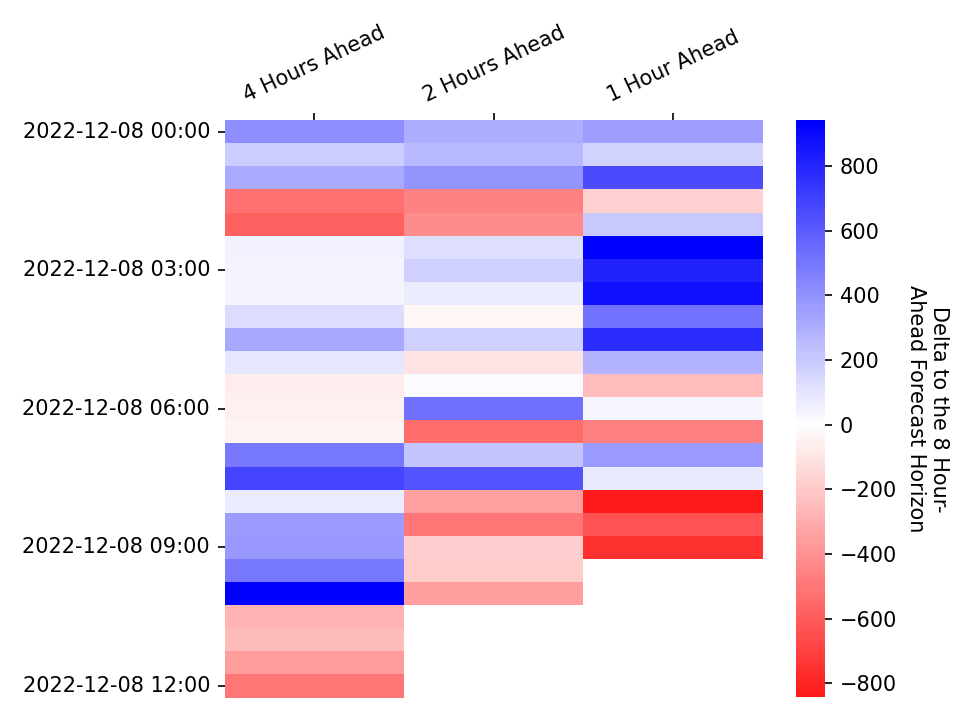 4 Hours Ahead
2 Hours Ahead
1 Hour Ahead
2022-12-08 00:00
2022-12-08 03:00
2022-12-08 06:00
2022-12-08 09:00
2022-12-08 12:00
800
600
400
200
0
−200
−400
−600
−800
Delta to the 8 Hour-
Ahead Forecast Horizon